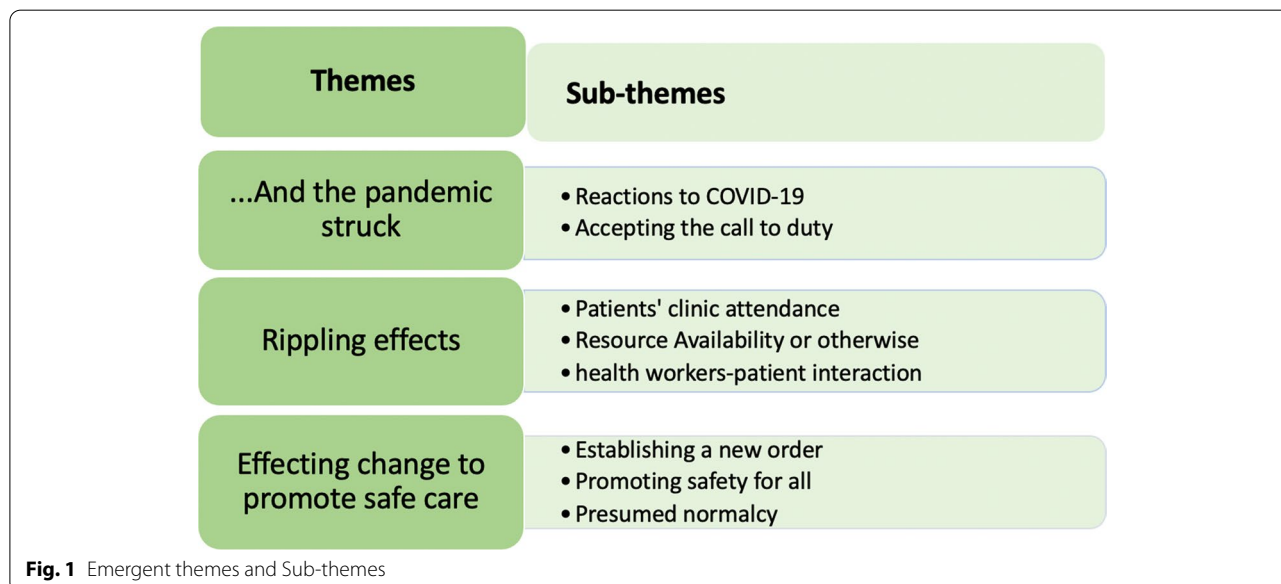 Themes
Sub-themes
...And the pandemic
struck
• Reactions to COVID-19
• Accepting the call to duty
Rippling effects
• Patients' clinic attendance
• Resource Availability or otherwise
• health workers-patient interaction
Effecting change to
promote safe care
• Establishing a new order
• Promoting safety for all
• Presumed normalcy
Fig. 1 Emergent themes and Sub-themes